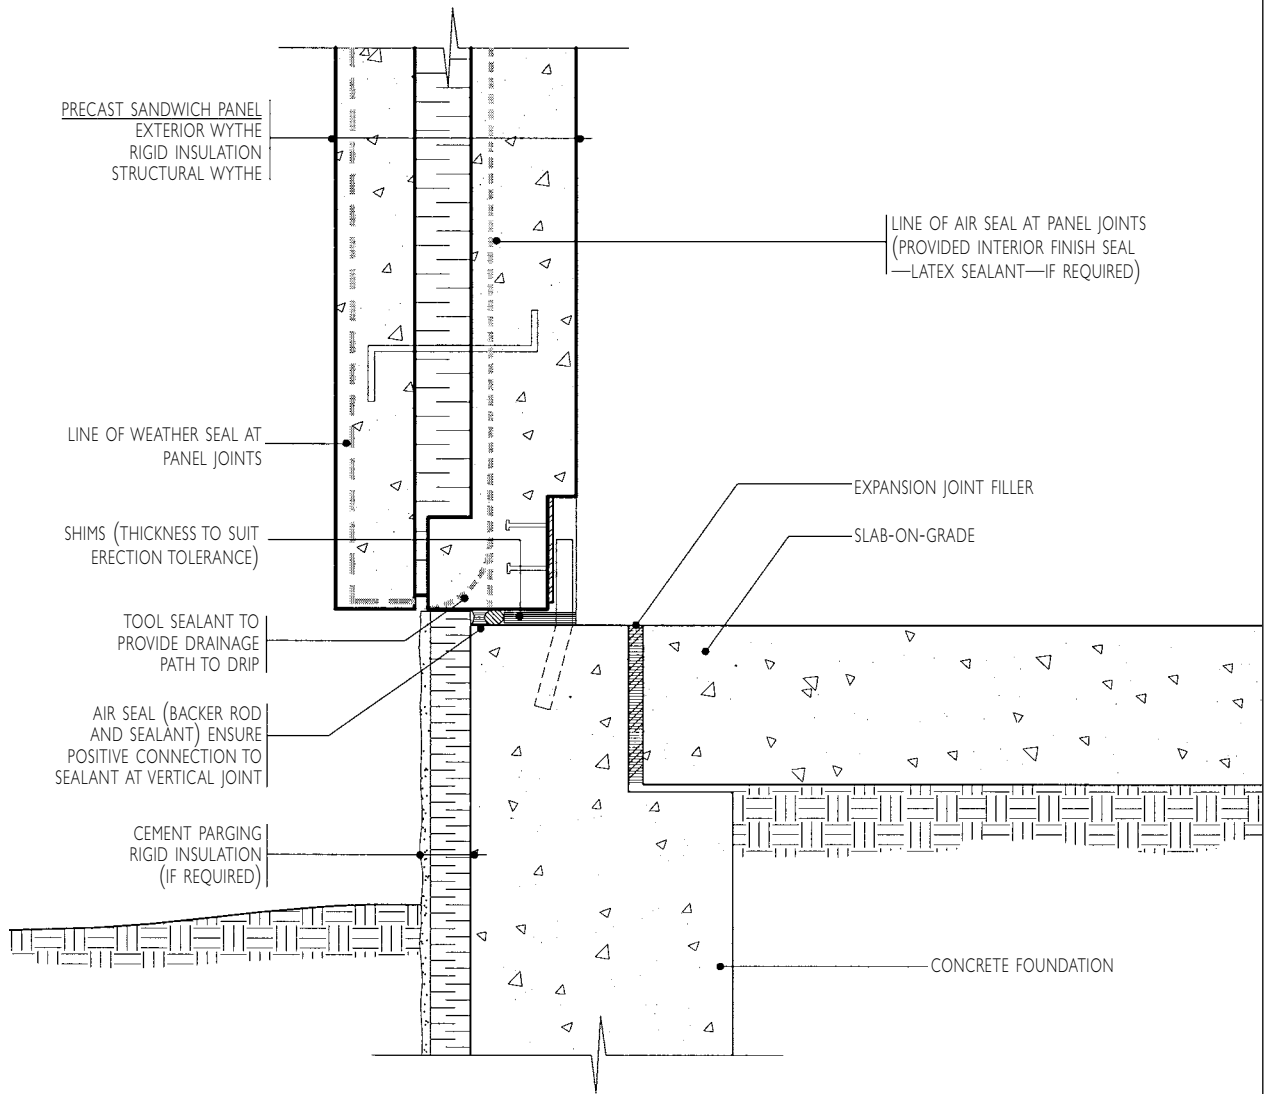 PRECAST SANDWICH PANEL
EXTERIOR WYTHE
RIGID INSULATION
STRUCTURAL WYTHE
LINE OF AIR SEAL AT PANEL JOINTS
(PROVIDED INTERIOR FINISH SEAL
—LATEX SEALANT—IF REQUIRED)
LINE OF WEATHER SEAL AT
PANEL JOINTS
EXPANSION JOINT FILLER
SHIMS (THICKNESS TO SUIT
ERECTION TOLERANCE)
SLAB-ON-GRADE
TOOL SEALANT TO
PROVIDE DRAINAGE
PATH TO DRIP
AIR SEAL (BACKER ROD
AND SEALANT) ENSURE
POSITIVE CONNECTION TO
SEALANT AT VERTICAL JOINT
CEMENT PARGING
RIGID INSULATION
(IF REQUIRED)
CONCRETE FOUNDATION